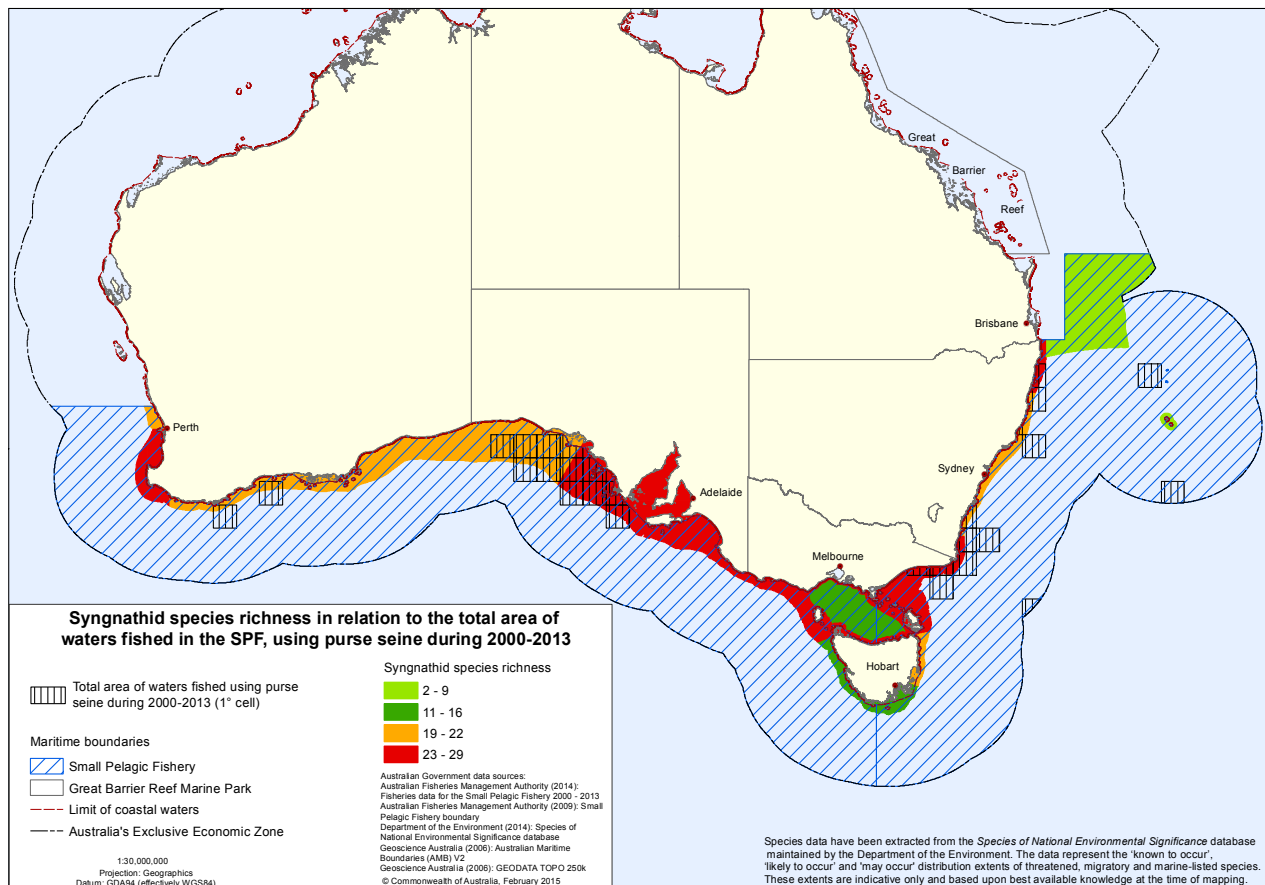 Great
Barrier
Reef
Brisbane
Perth
Sydney
Adelaide
Melbourne
Hobart
Syngnathid species richness in relation to the total area of
waters fished in the SPF, using purse seine during 2000-2013
Total area of waters fished using purse
seine during 2000-2013 (1° cell)
Maritime boundaries
Small Pelagic Fishery
Great Barrier Reef Marine Park
Limit of coastal waters
Australia's Exclusive Economic Zone
1:30,000,000
Projection: Geographics
Datum: GDA94 (effectively WGS84)
Syngnathid species richness
2 - 9
11 - 16
19 - 22
23 - 29
Australian Government data sources:
Australian Fisheries Management Authority (2014):
Fisheries data for the Small Pelagic Fishery 2000 - 2013
Australian Fisheries Management Authority (2009): Small
Pelagic Fishery boundary
Department of the Environment (2014): Species of
National Environmental Significance database
Geoscience Australia (2006): Australian Maritime
Boundaries (AMB) V2
Geoscience Australia (2006): GEODATA TOPO 250k
© Commonwealth of Australia, February 2015
Species data have been extracted from the Species of National Environmental Significance database
maintained by the Department of the Environment. The data represent the 'known to occur',
'likely to occur' and 'may occur' distribution extents of threatened, migratory and marine-listed species.
These extents are indicative only and based upon best available knowledge at the time of mapping.